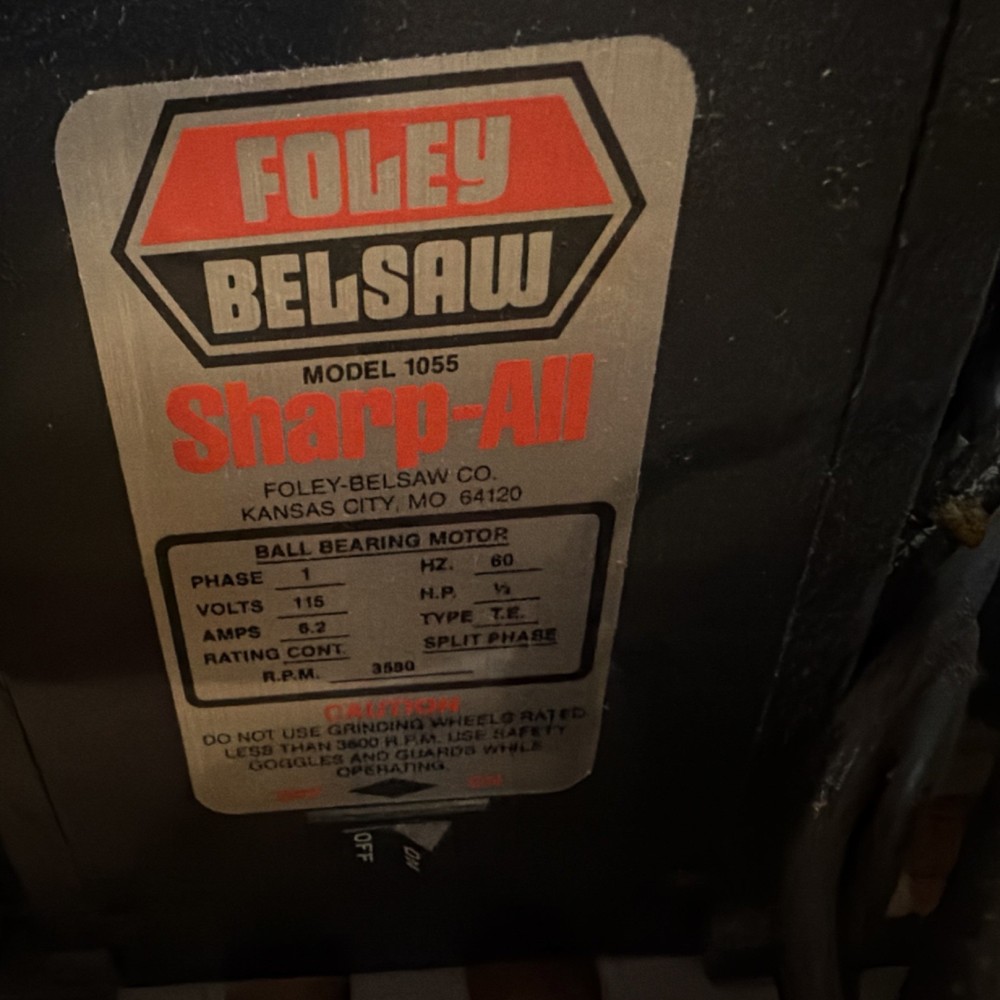 FOLEY
BELSAW
MODEL 1055
Sharp-All
FOLEY-BELSAW CO.
KANSAS CITY, MO 64120
BALL BEARING MOTOR
PHASE 1 HZ. 60
VOLTS 115 H.P. ½
AMPS 6.2 TYPE T.E.
RATING CONT. SPLIT PHASE
R.P.M.
CAUTION
DO NOT USE GRINDING WHEELS RATED
LESS THAN 3600 R.P.M. USE SAFETY
GOGGLES AND GUARDS WHILE
OPERATING.
OFF ON